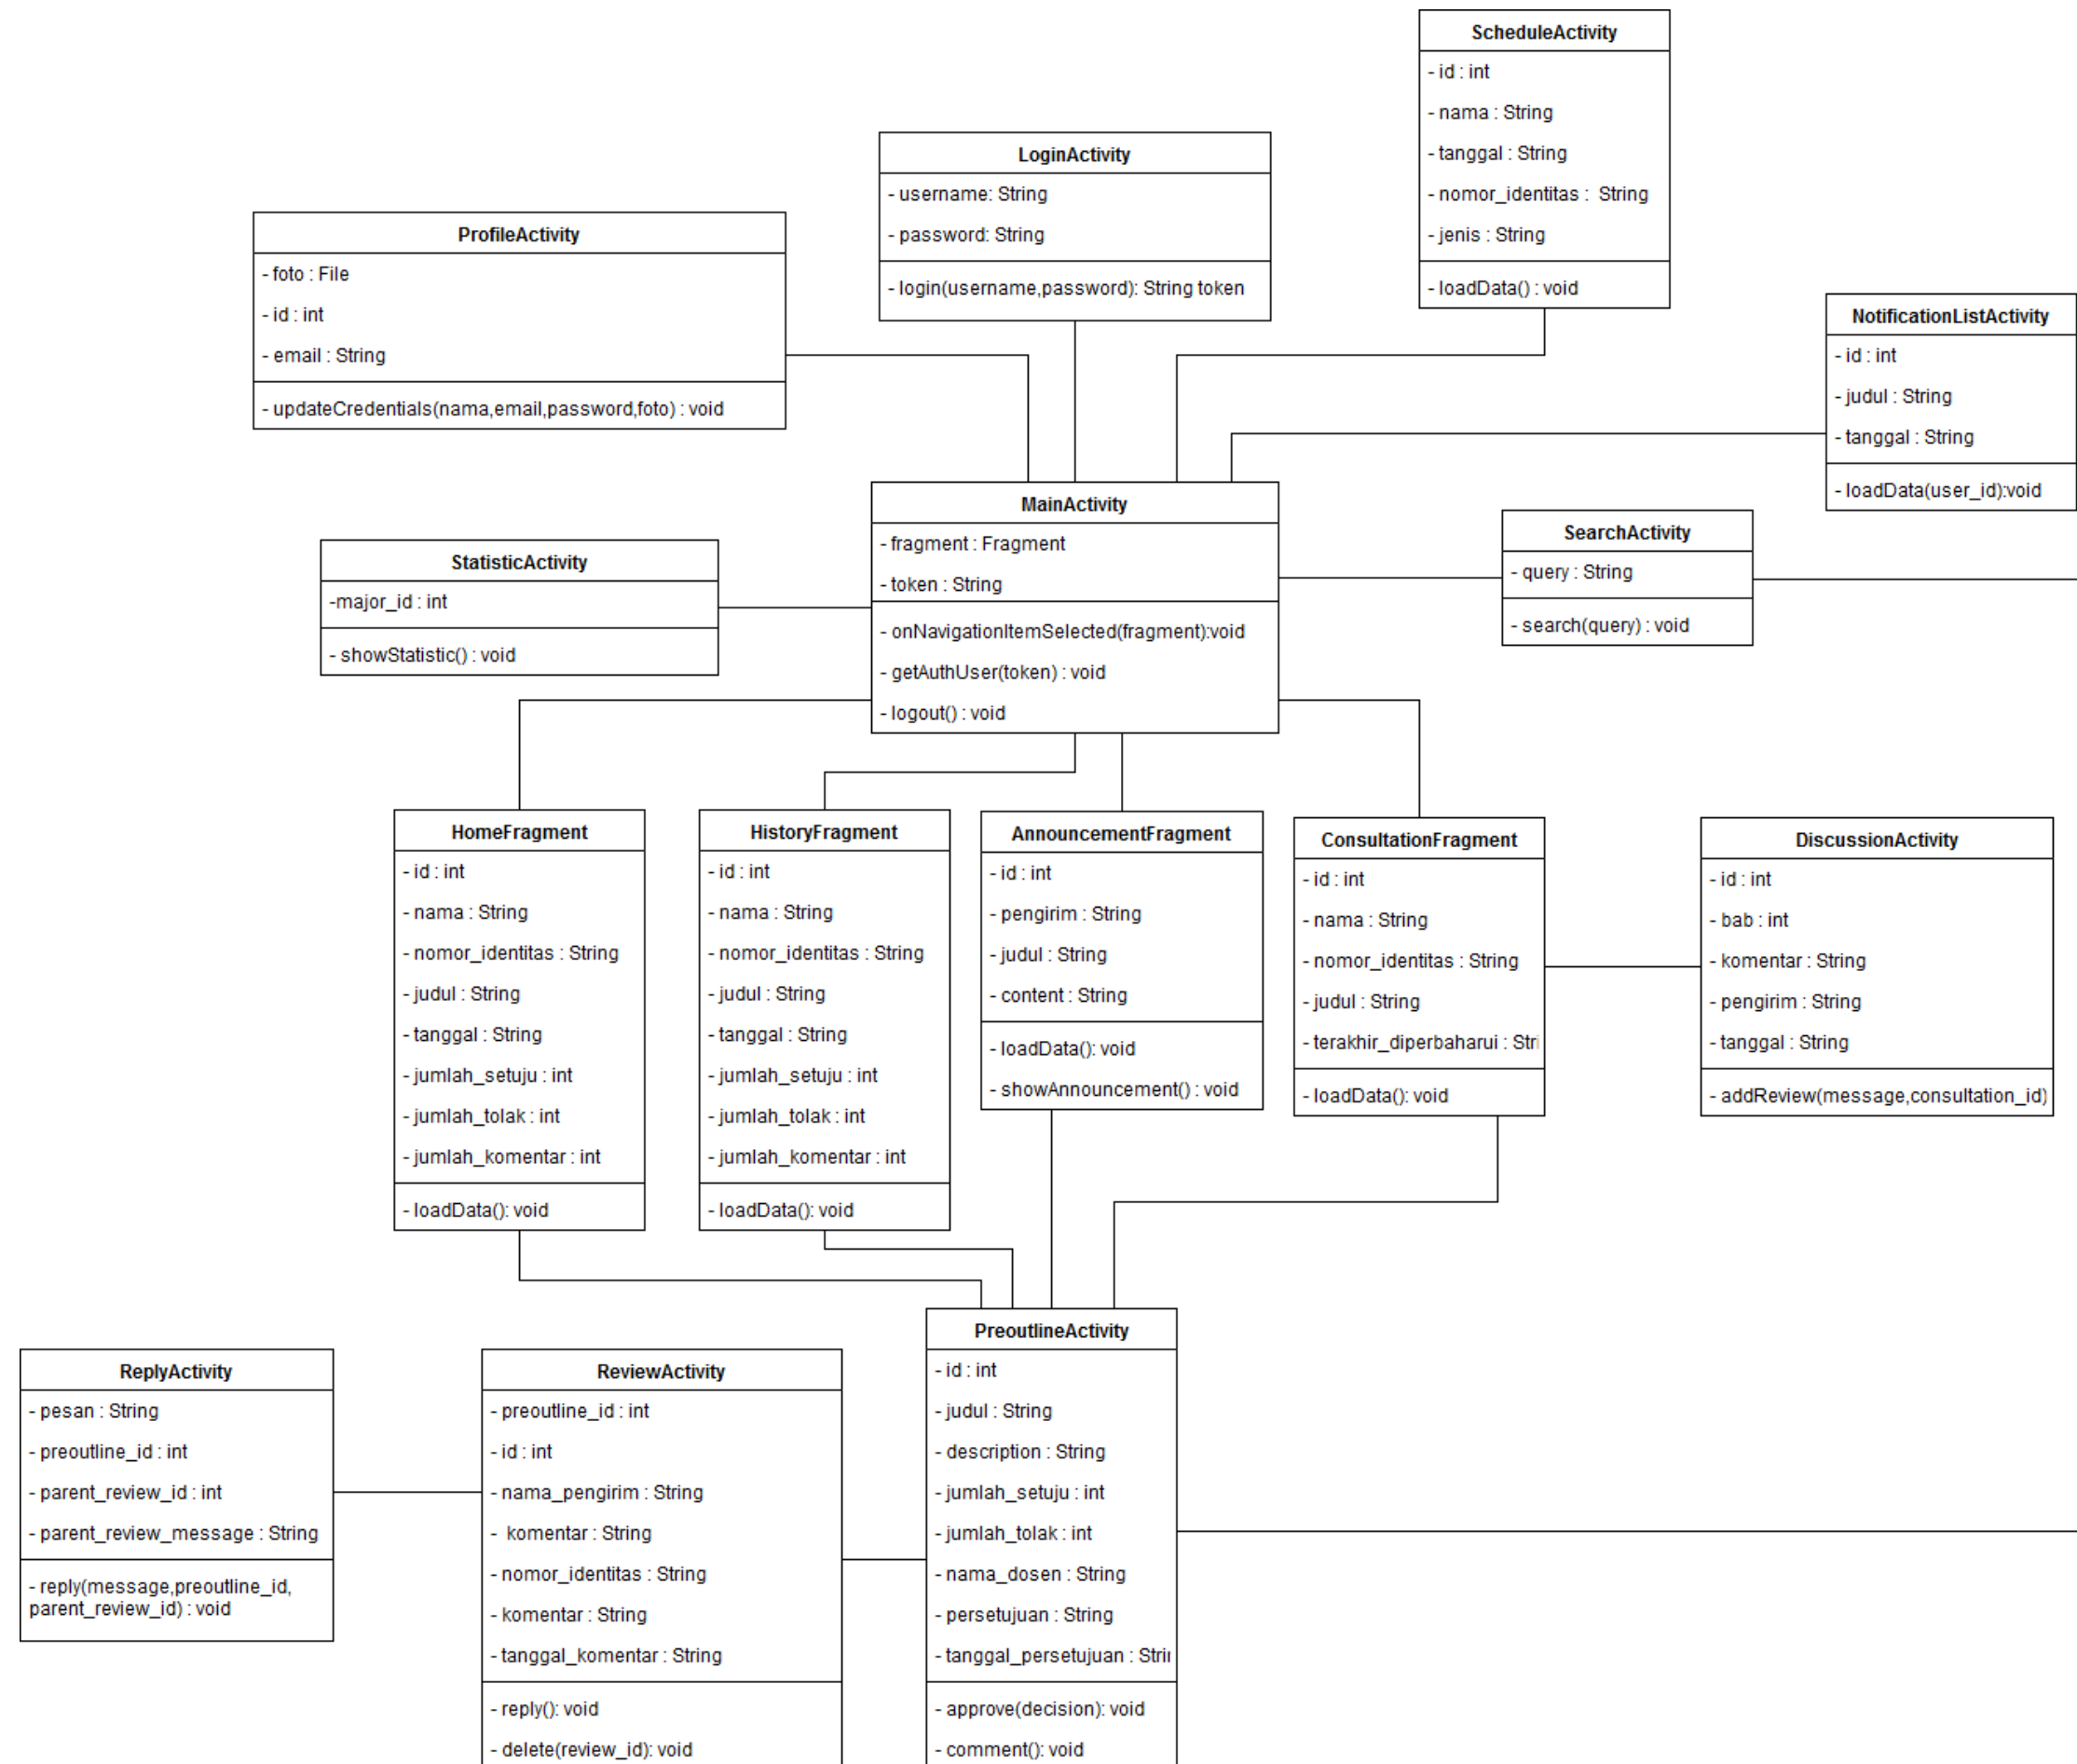 ScheduleActivity
- id : int
- nama : String
- tanggal : String
- nomor_identitas :  String
- jenis : String
- loadData() : void
LoginActivity
- username: String
- password: String
- login(username,password): String token
ProfileActivity
- foto : File
- id : int
- email : String
- updateCredentials(nama,email,password,foto) : void
NotificationListActivity
- id : int
- judul : String
- tanggal : String
- loadData(user_id):void
MainActivity
- fragment : Fragment
- token : String
- onNavigationItemSelected(fragment):void
- getAuthUser(token) : void
- logout() : void
SearchActivity
- query : String
- search(query) : void
StatisticActivity
-major_id : int
- showStatistic() : void
HomeFragment
- id : int
- nama : String
- nomor_identitas : String
- judul : String
- tanggal : String
- jumlah_setuju : int
- jumlah_tolak : int
- jumlah_komentar : int
- loadData(): void
HistoryFragment
- id : int
- nama : String
- nomor_identitas : String
- judul : String
- tanggal : String
- jumlah_setuju : int
- jumlah_tolak : int
- jumlah_komentar : int
- loadData(): void
AnnouncementFragment
- id : int
- pengirim : String
- judul : String
- content : String
- loadData(): void
- showAnnouncement() : void
ConsultationFragment
- id : int
- nama : String
- nomor_identitas : String
- judul : String
- terakhir_diperbaharui : Stri
- loadData(): void
DiscussionActivity
- id : int
- bab : int
- komentar : String
- pengirim : String
- tanggal : String
- addReview(message,consultation_id)
PreoutlineActivity
- id : int
- judul : String
- description : String
- jumlah_setuju : int
- jumlah_tolak : int
- nama_dosen : String
- persetujuan : String
- tanggal_persetujuan : Stri
- approve(decision): void
- comment(): void
ReplyActivity
- pesan : String
- preoutline_id : int
- parent_review_id : int
- parent_review_message : String
- reply(message,preoutline_id,
parent_review_id) : void
ReviewActivity
- preoutline_id : int
- id : int
- nama_pengirim : String
-  komentar : String
- nomor_identitas : String
- komentar : String
- tanggal_komentar : String
- reply(): void
- delete(review_id): void